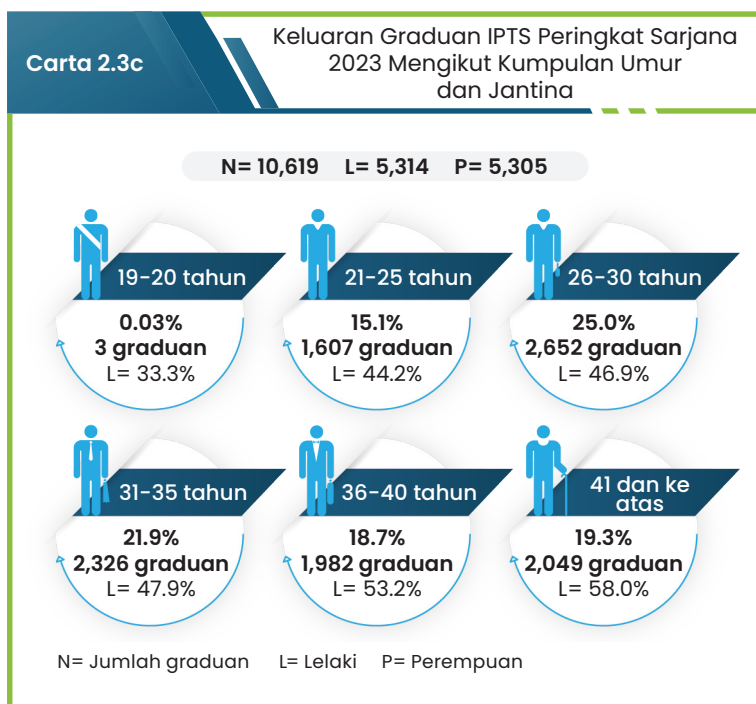 Carta 2.3c
Keluaran Graduan IPTS Peringkat Sarjana
2023 Mengikut Kumpulan Umur
dan Jantina
N= 10,619 L= 5,314 P= 5,305
19-20 tahun
0.03%
3 graduan
L= 33.3%
21-25 tahun
15.1%
1,607 graduan
L= 44.2%
26-30 tahun
25.0%
2,652 graduan
L= 46.9%
31-35 tahun
21.9%
2,326 graduan
L= 47.9%
36-40 tahun
18.7%
1,982 graduan
L= 53.2%
41 dan ke
atas
19.3%
2,049 graduan
L= 58.0%
N= Jumlah graduan L= Lelaki P= Perempuan